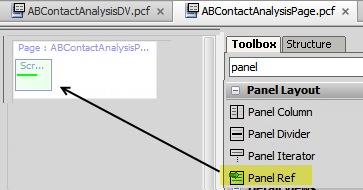 ABContactAnalysisDV.pcf
ABContactAnalysisPage.pcf
Page : ABContactAnalysisP...
Scr...
Toolbox
Structure
panel
Panel Layout
Panel Column
Panel Divider
Panel Iterator
Panel Ref